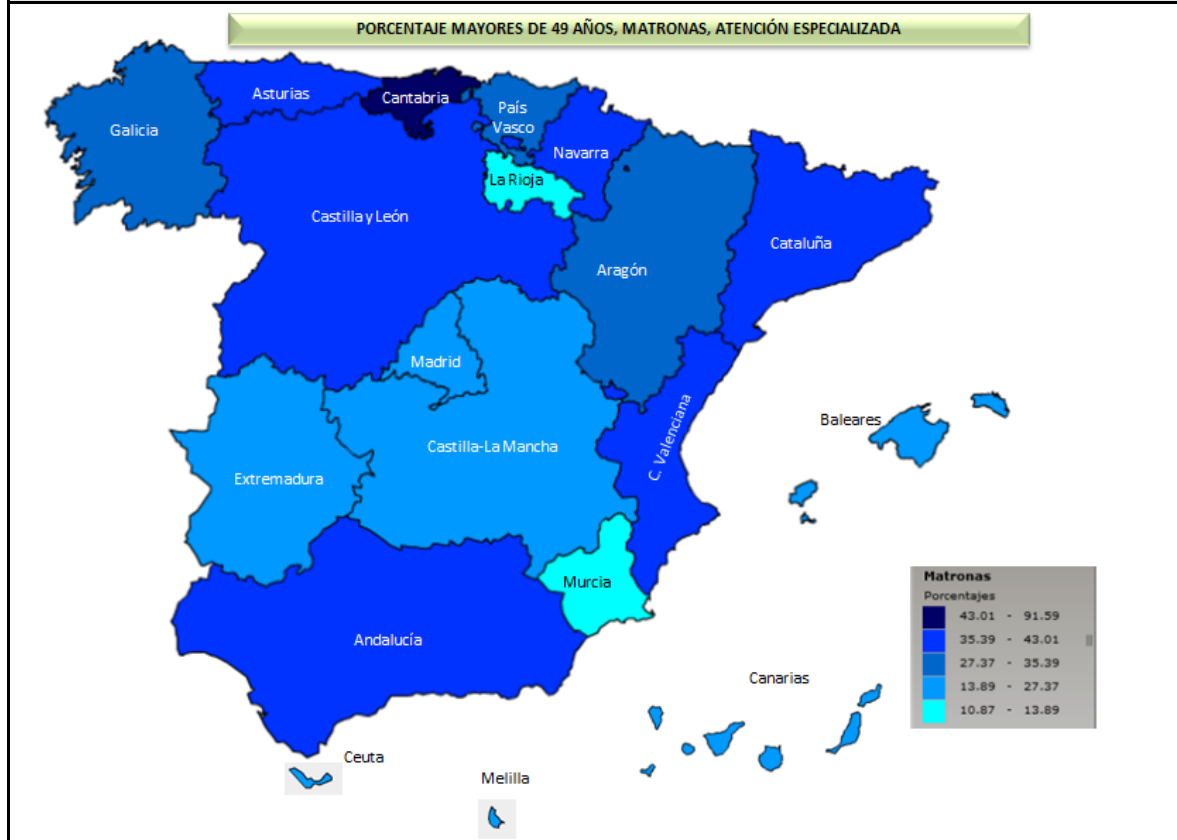 PORCENTAJE MAYORES DE 49 AÑOS, MATRONAS, ATENCIÓN ESPECIALIZADA
Asturias
Cantabria
País
Vasco
Galicia
Navarra
La Rioja
Castilla y León
Cataluña
Aragón
Madrid
Baleares
C. Valenciana
Castilla-La Mancha
Extremadura
Murcia
Andalucía
Canarias
Ceuta
Melilla
Matronas
Porcentajes
43.01 - 91.59
35.39 - 43.01
27.37 - 35.39
13.89 - 27.37
10.87 - 13.89